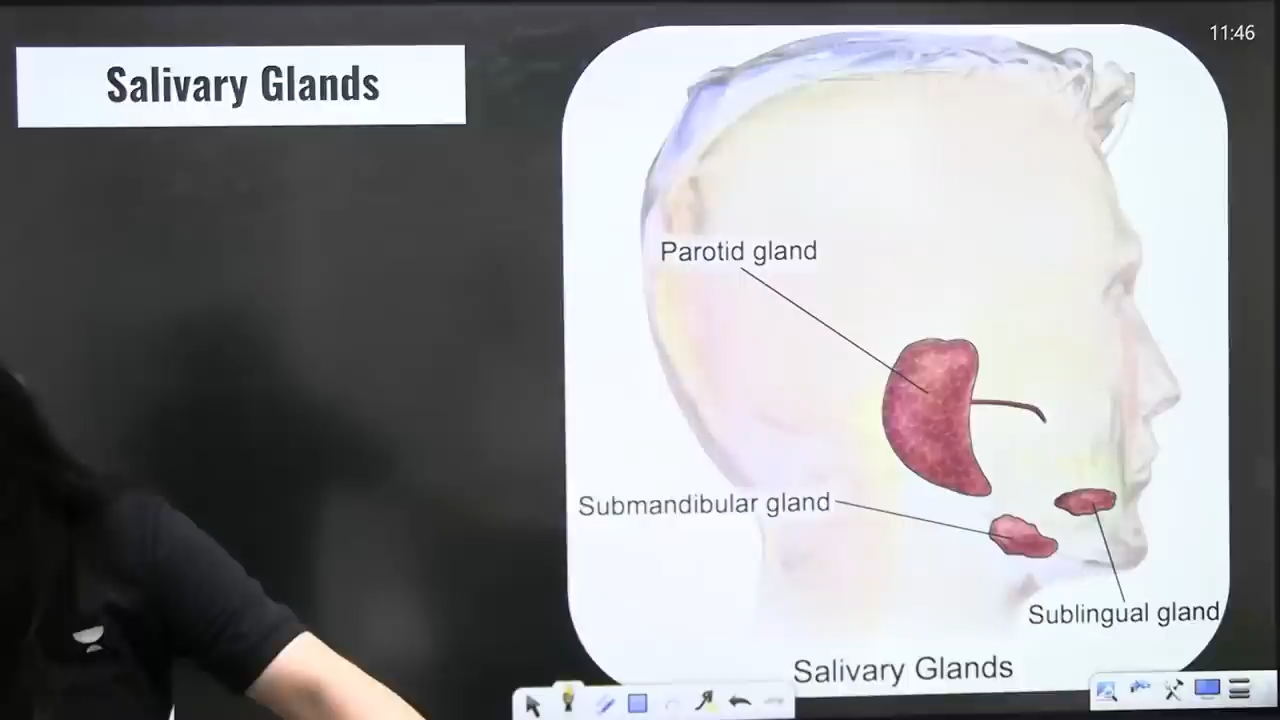 11:46
Salivary Glands
Parotid gland
Submandibular gland
Sublingual gland
Salivary Glands